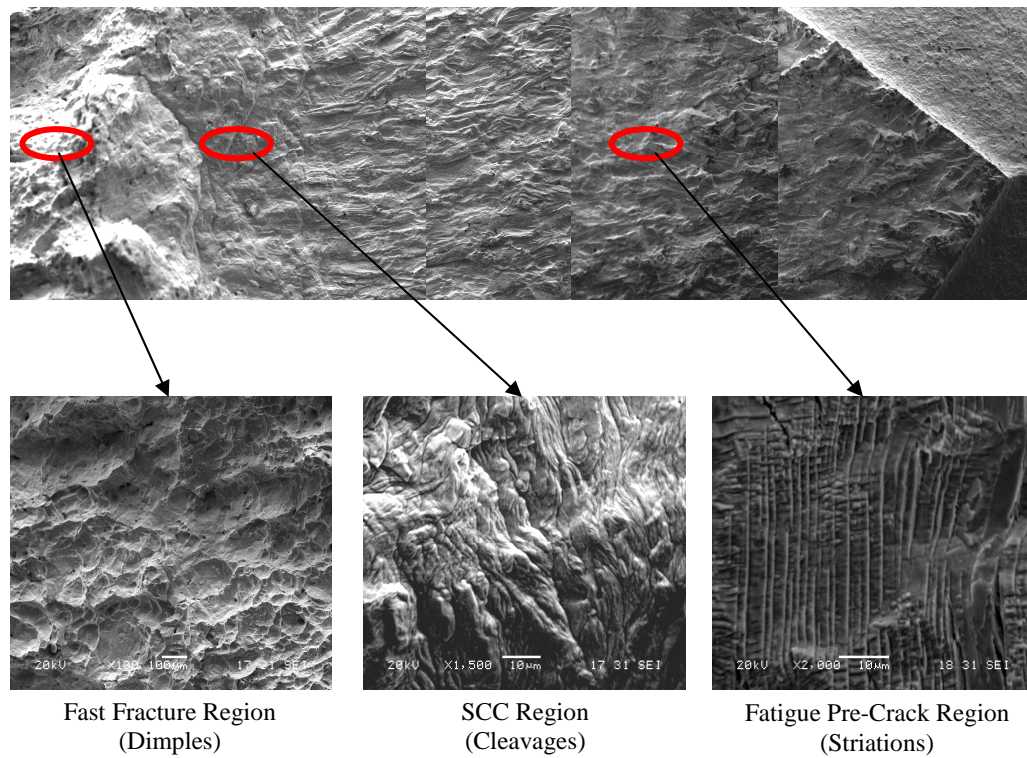 20kV X100 100μm 17 31 SEI
20kV X1,500 10μm 17 31 SEI
20kV X2,000 10μm 18 31 SEI
Fast Fracture Region
(Dimples)
SCC Region
(Cleavages)
Fatigue Pre-Crack Region
(Striations)